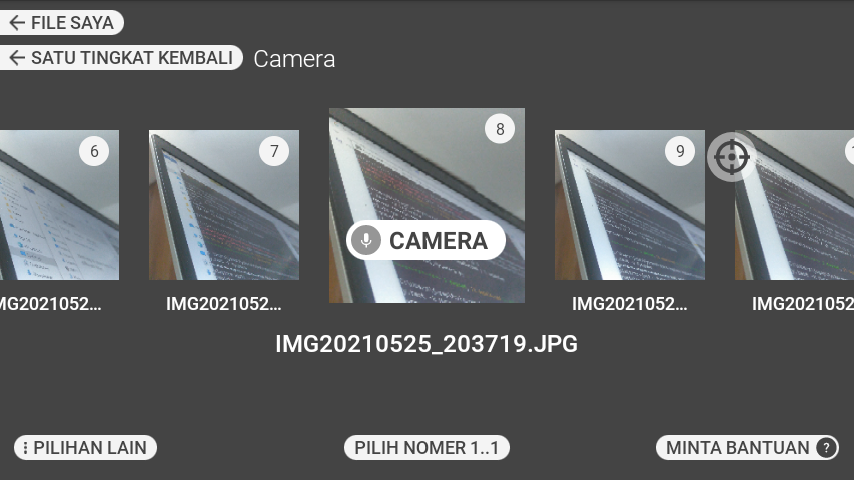 FILE SAYA
SATU TINGKAT KEMBALI
Camera
6
7
8
9
CAMERA
MG2021052...
IMG2021052...
IMG2021052...
IMG2021052
IMG20210525_203719.JPG
PILIHAN LAIN
PILIH NOMER 1..1
MINTA BANTUAN ?